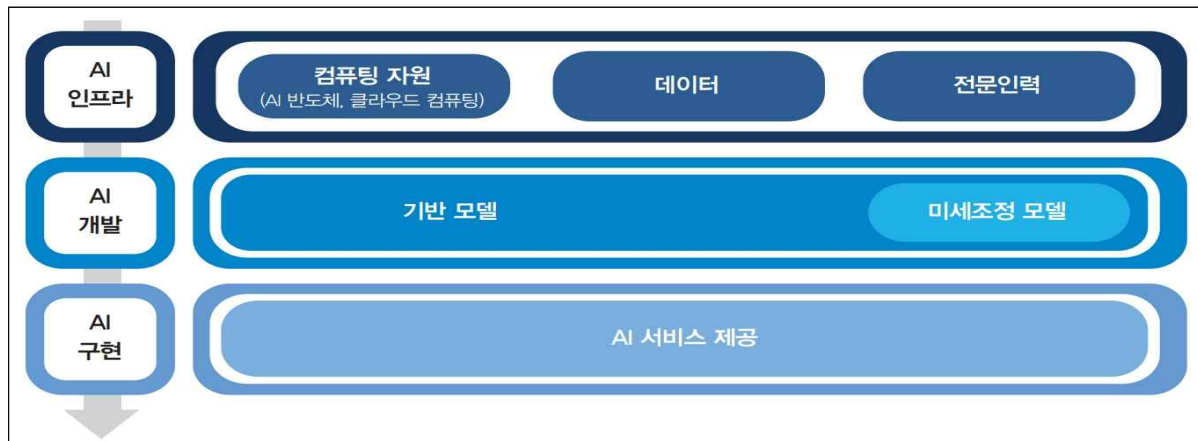 AI
인프라
컴퓨팅 자원
(AI 반도체, 클라우드 컴퓨팅)
데이터
전문인력
AI
개발
기반 모델
미세조정 모델
AI
구현
AI 서비스 제공